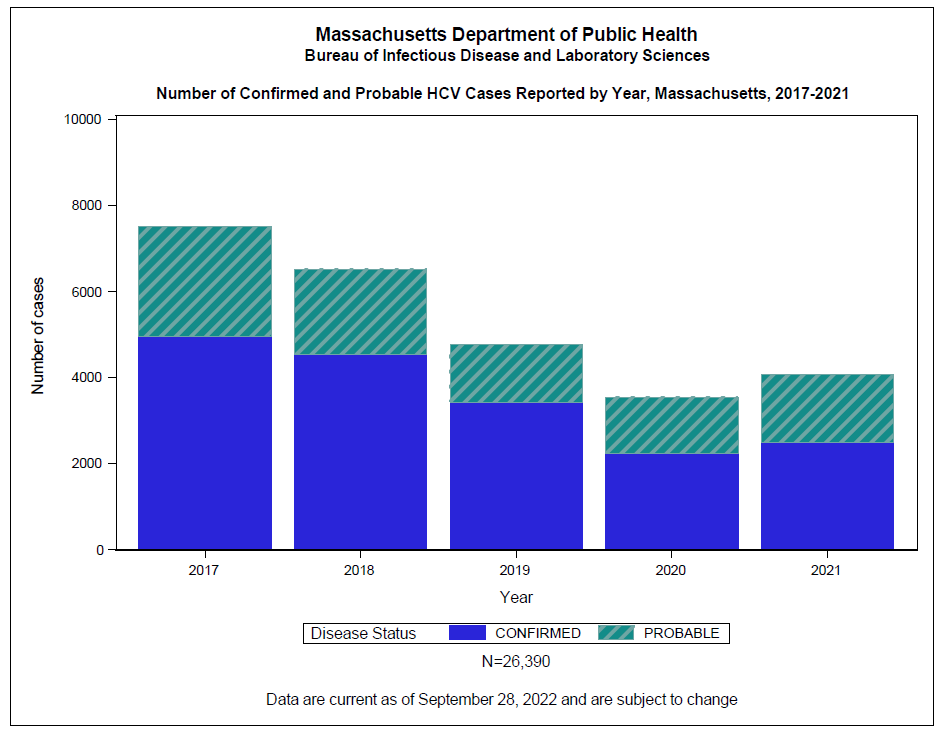 Massachusetts Department of Public Health
Bureau of Infectious Disease and Laboratory Sciences
Number of Confirmed and Probable HCV Cases Reported by Year, Massachusetts, 2017-2021
10000
8000
6000
4000
2000
0
Number of cases
2017 2018 2019 2020 2021
Year
Disease Status CONFIRMED PROBABLE
N=26,390
Data are current as of September 28, 2022 and are subject to change